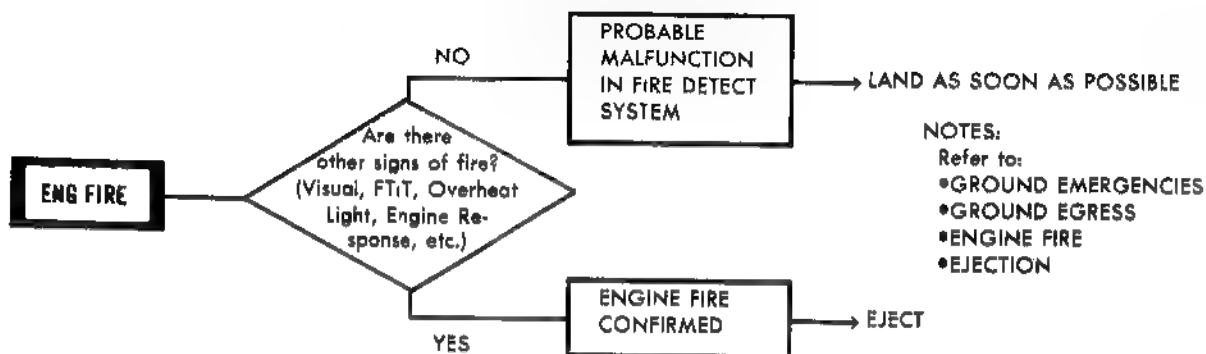 ENG FIRE
Are there
other signs of fire?
(Visual, FTIT, Overheat
Light, Engine Re-
sponse, etc.)
NO
PROBABLE
MALFUNCTION
IN FIRE DETECT
SYSTEM
LAND AS SOON AS POSSIBLE
YES
ENGINE FIRE
CONFIRMED
EJECT
NOTES:
Refer to:
•GROUND EMERGENCIES
•GROUND EGRESS
•ENGINE FIRE
•EJECTION